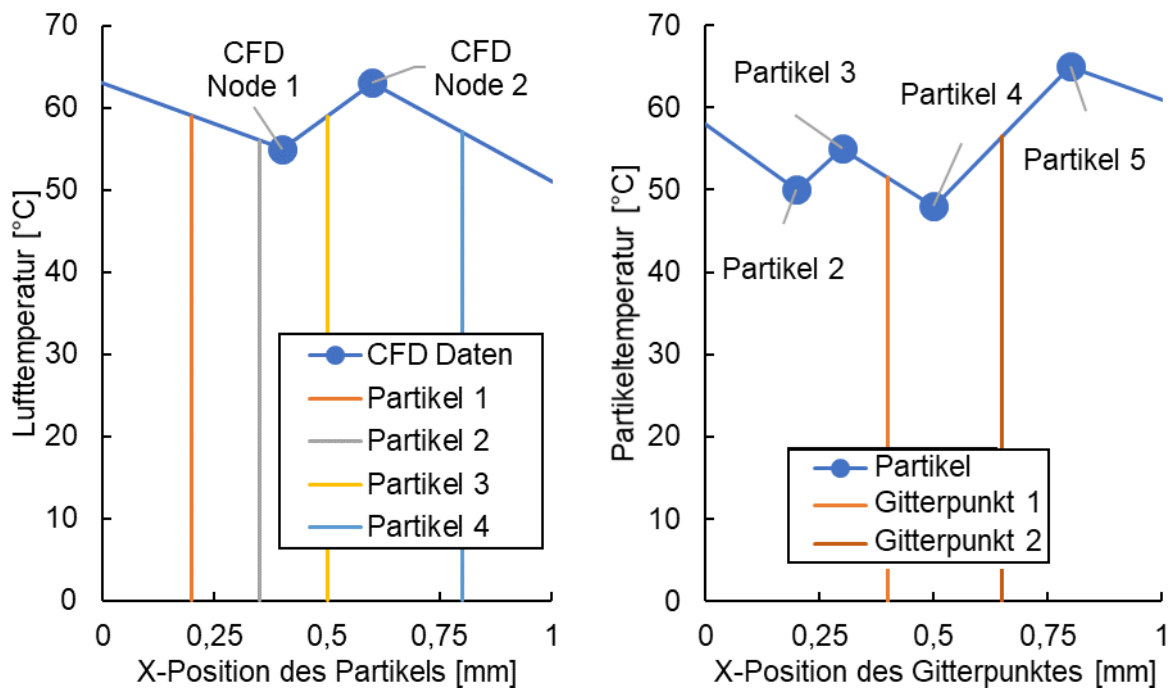 Lufttemperatur [°C]
70
60
50
40
30
20
10
0
CFD
Node 1
CFD
Node 2
CFD Daten
Partikel 1
Partikel 2
Partikel 3
Partikel 4
0 0,25 0,5 0,75 1
X-Position des Partikels [mm]
Partikeltemperatur [°C]
70
60
50
40
30
20
10
0
Partikel 3
Partikel 4
Partikel 5
Partikel 2
Partikel
Gitterpunkt 1
Gitterpunkt 2
0 0,25 0,5 0,75 1
X-Position des Gitterpunktes [mm]